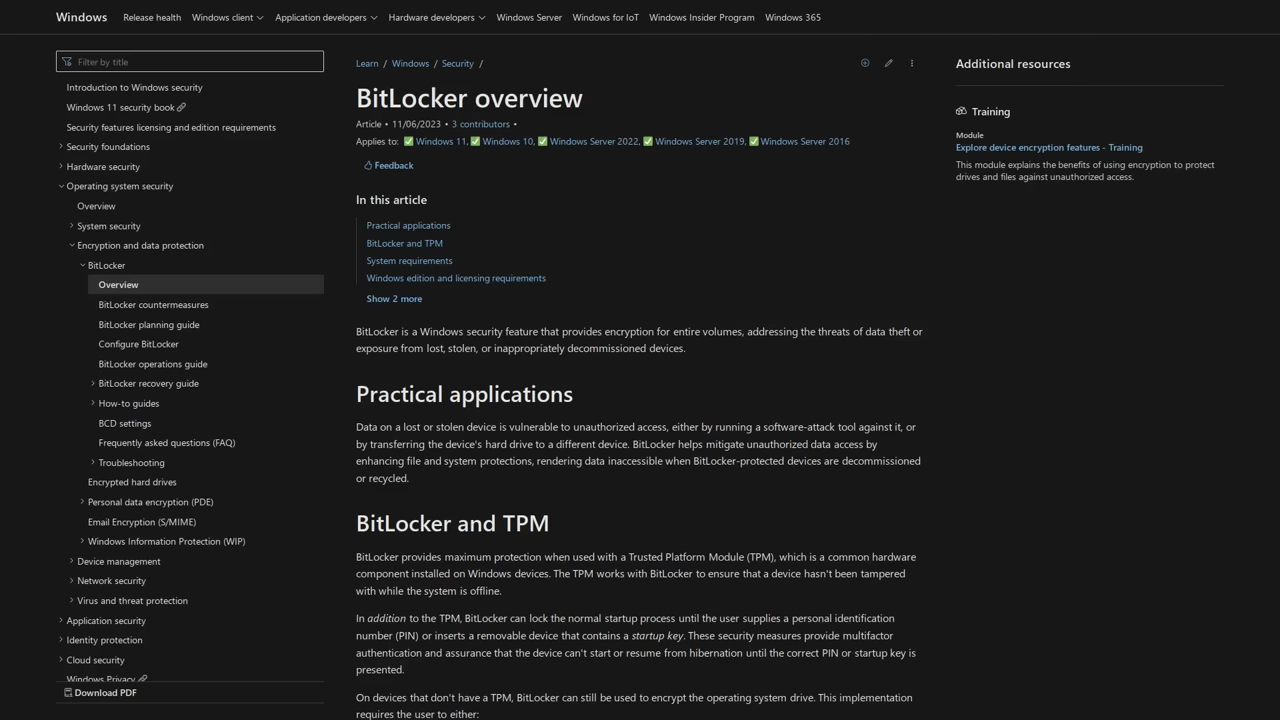 Windows Release health Windows client Application developers Hardware developers Windows Server Windows for IoT Windows Insider Program Windows 365
Filter by title
Introduction to Windows security
Windows 11 security book
Security features licensing and edition requirements
Security foundations
Hardware security
Operating system security
Overview
System security
Encryption and data protection
BitLocker
Overview
BitLocker countermeasures
BitLocker planning guide
Configure BitLocker
BitLocker operations guide
BitLocker recovery guide
How-to guides
BCD settings
Frequently asked questions (FAQ)
Troubleshooting
Encrypted hard drives
Personal data encryption (PDE)
Email Encryption (S/MIME)
Windows Information Protection (WIP)
Device management
Network security
Virus and threat protection
Application security
Identity protection
Cloud security
Windows Privacy
Download PDF
Learn / Windows / Security /
BitLocker overview
Article • 11/06/2023 • 3 contributors •
Applies to: ✅ Windows 11, ✅ Windows 10, ✅ Windows Server 2022, ✅ Windows Server 2019, ✅ Windows Server 2016
Feedback
In this article
Practical applications
BitLocker and TPM
System requirements
Windows edition and licensing requirements
Show 2 more
BitLocker is a Windows security feature that provides encryption for entire volumes, addressing the threats of data theft or
exposure from lost, stolen, or inappropriately decommissioned devices.
Practical applications
Data on a lost or stolen device is vulnerable to unauthorized access, either by running a software-attack tool against it, or
by transferring the device's hard drive to a different device. BitLocker helps mitigate unauthorized data access by
enhancing file and system protections, rendering data inaccessible when BitLocker-protected devices are decommissioned
or recycled.
BitLocker and TPM
BitLocker provides maximum protection when used with a Trusted Platform Module (TPM), which is a common hardware
component installed on Windows devices. The TPM works with BitLocker to ensure that a device hasn't been tampered
with while the system is offline.
In addition to the TPM, BitLocker can lock the normal startup process until the user supplies a personal identification
number (PIN) or inserts a removable device that contains a startup key. These security measures provide multifactor
authentication and assurance that the device can't start or resume from hibernation until the correct PIN or startup key is
presented.
On devices that don't have a TPM, BitLocker can still be used to encrypt the operating system drive. This implementation
requires the user to either:
Additional resources
Training
Module
Explore device encryption features - Training
This module explains the benefits of using encryption to protect
drives and files against unauthorized access.